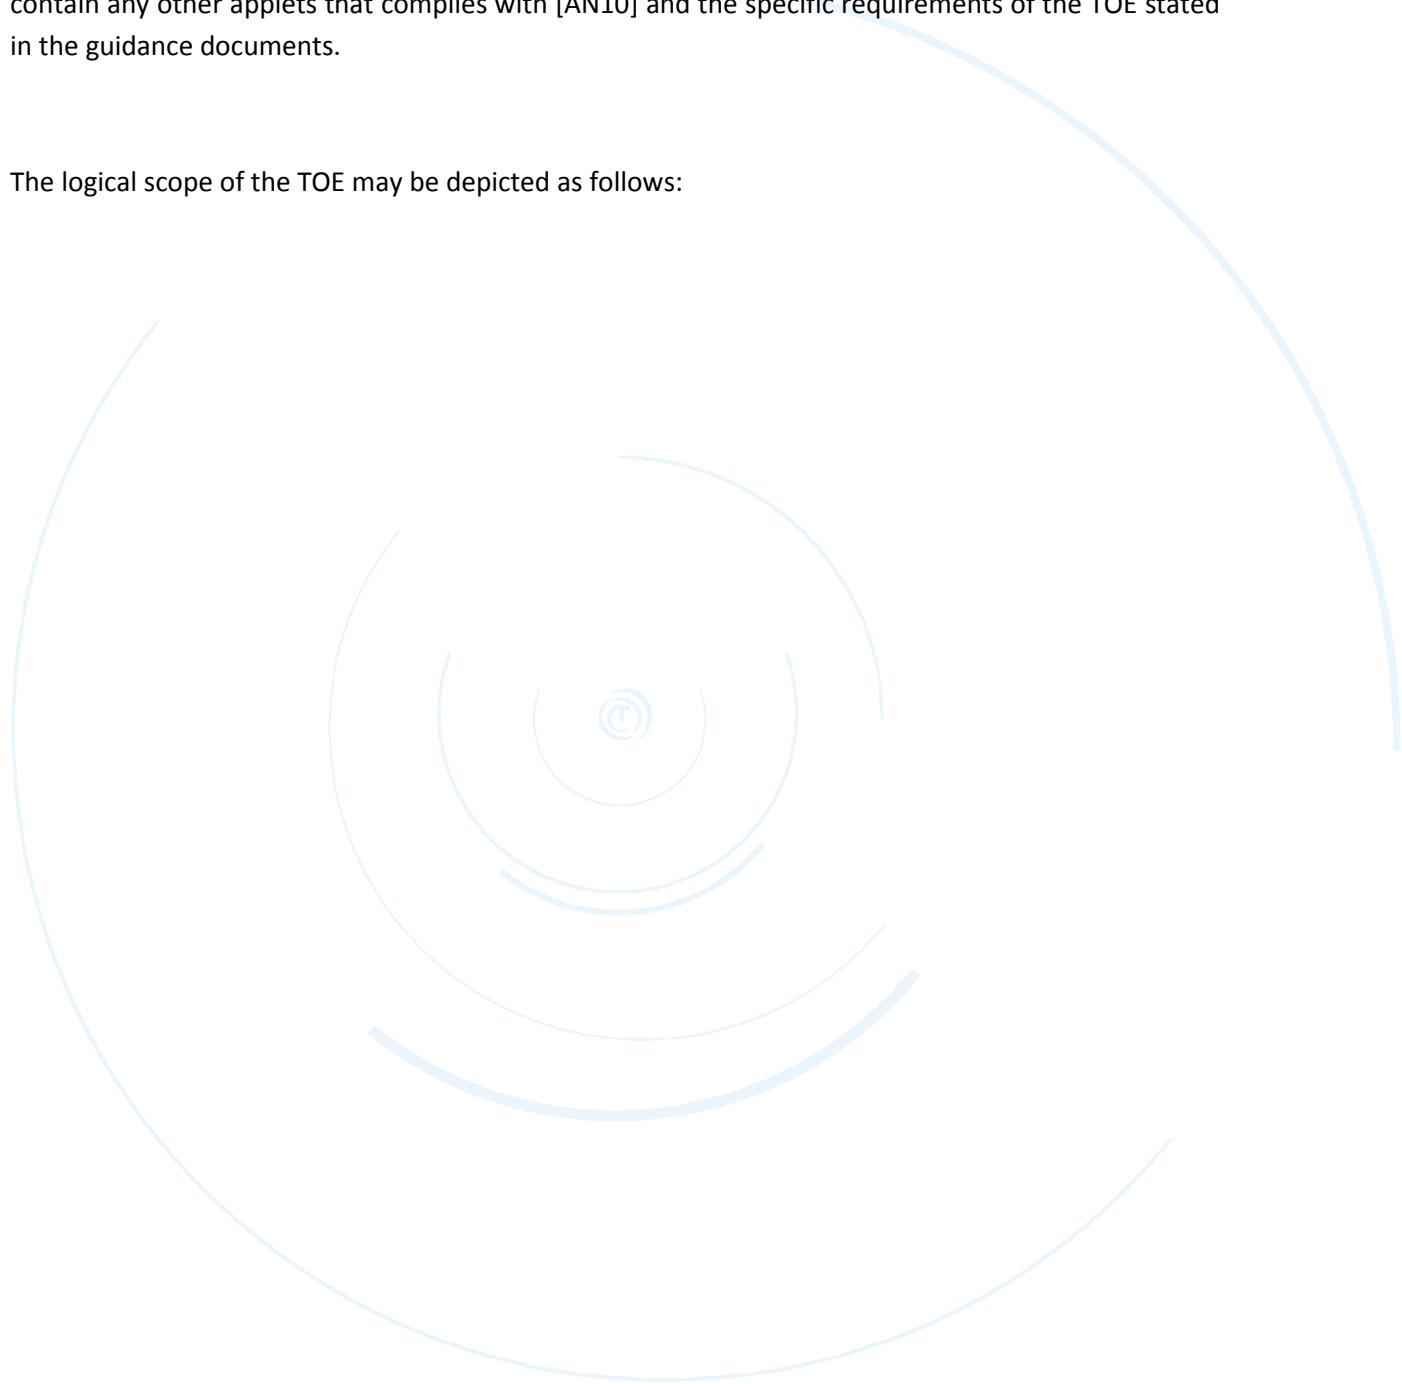 contain any other applets that complies with [AN10] and the specific requirements of the TOE stated
in the guidance documents.
The logical scope of the TOE may be depicted as follows: